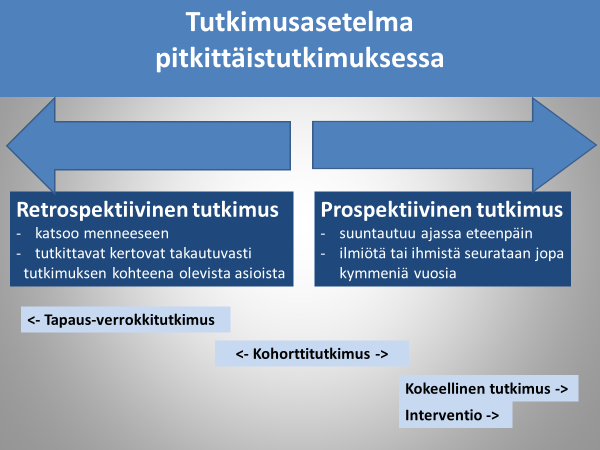 Tutkimusasetelma
pitkittäistutkimuksessa
Retrospektiivinen tutkimus
- katsoo menneeseen
- tutkittavat kertovat takautuvasti
tutkimuksen kohteena olevista asioista
Prospektiivinen tutkimus
- suuntautuu ajassa eteenpäin
- ilmiötä tai ihmistä seurataan jopa
kymmeniä vuosia
<- Tapaus-verrokkitutkimus
<- Kohorttitutkimus ->
Kokeellinen tutkimus ->
Interventio ->